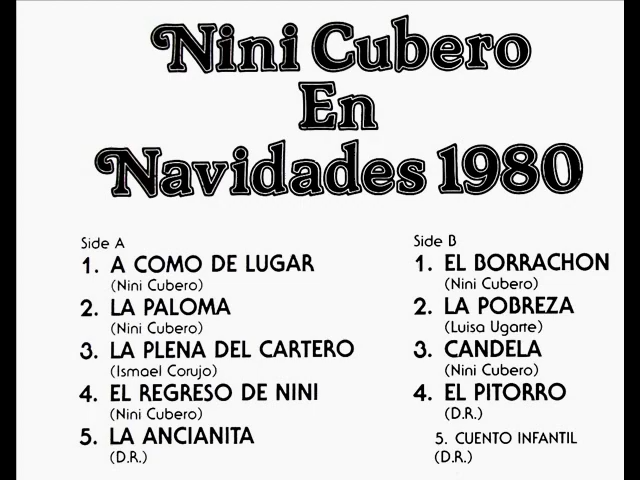 Nini Cubero
En
Navidades 1980
Side A
1. A COMO DE LUGAR
(Nini Cubero)
2. LA PALOMA
(Nini Cubero)
3. LA PLENA DEL CARTERO
(Ismael Corujo)
4. EL REGRESO DE NINI
(Nini Cubero)
5. LA ANCIANITA
(D.R.)
Side B
1. EL BORRACHON
(Nini Cubero)
2. LA POBREZA
(Luisa Ugarte)
3. CANDELA
(Nini Cubero)
4. EL PITORRO
(D.R.)
5. CUENTO INFANTIL
(D.R.)